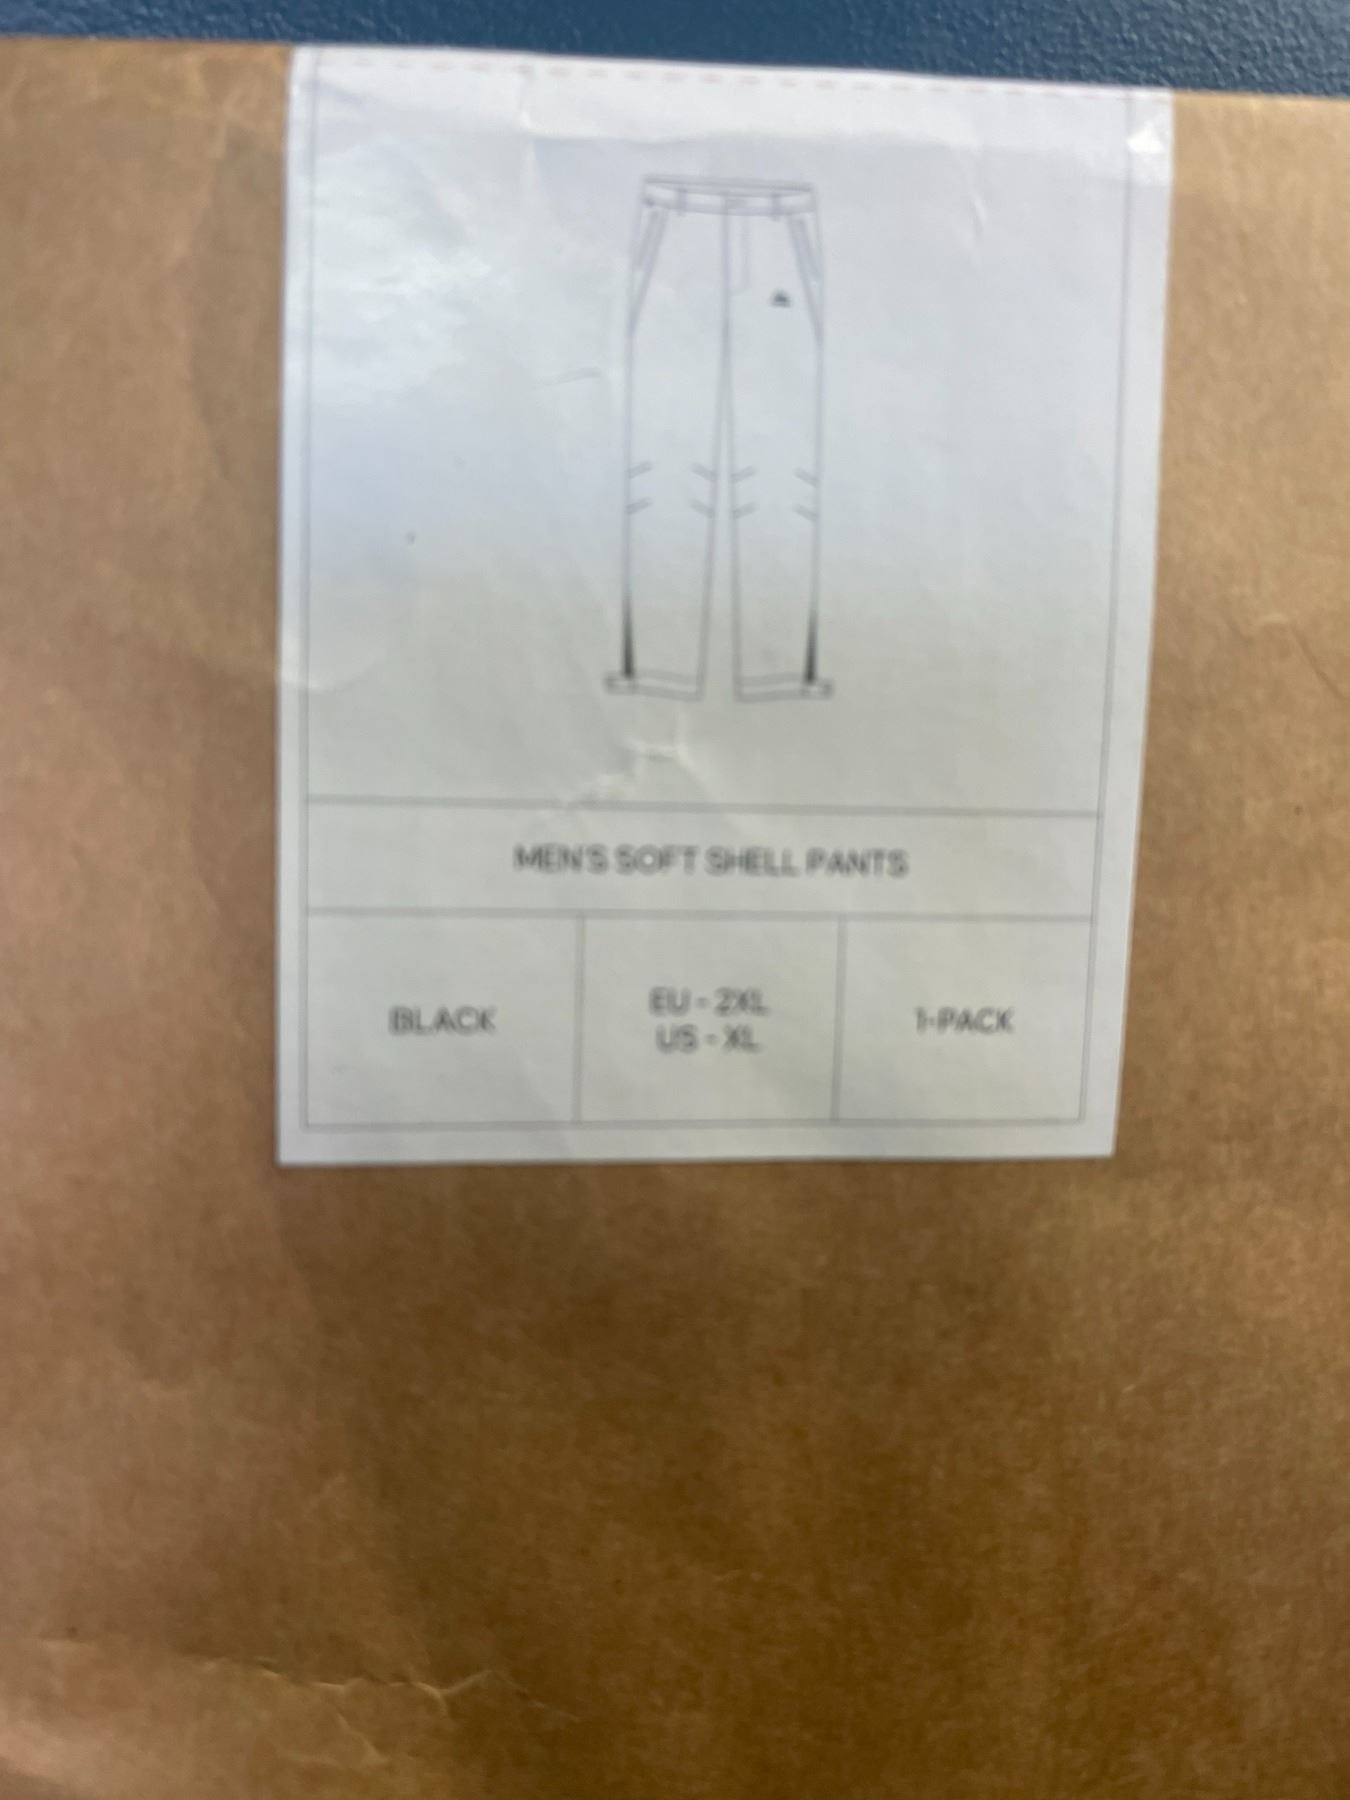 MEN'S SOFT SHELL PANTS
BLACK
EU - 2XL
US - XL
1-PACK